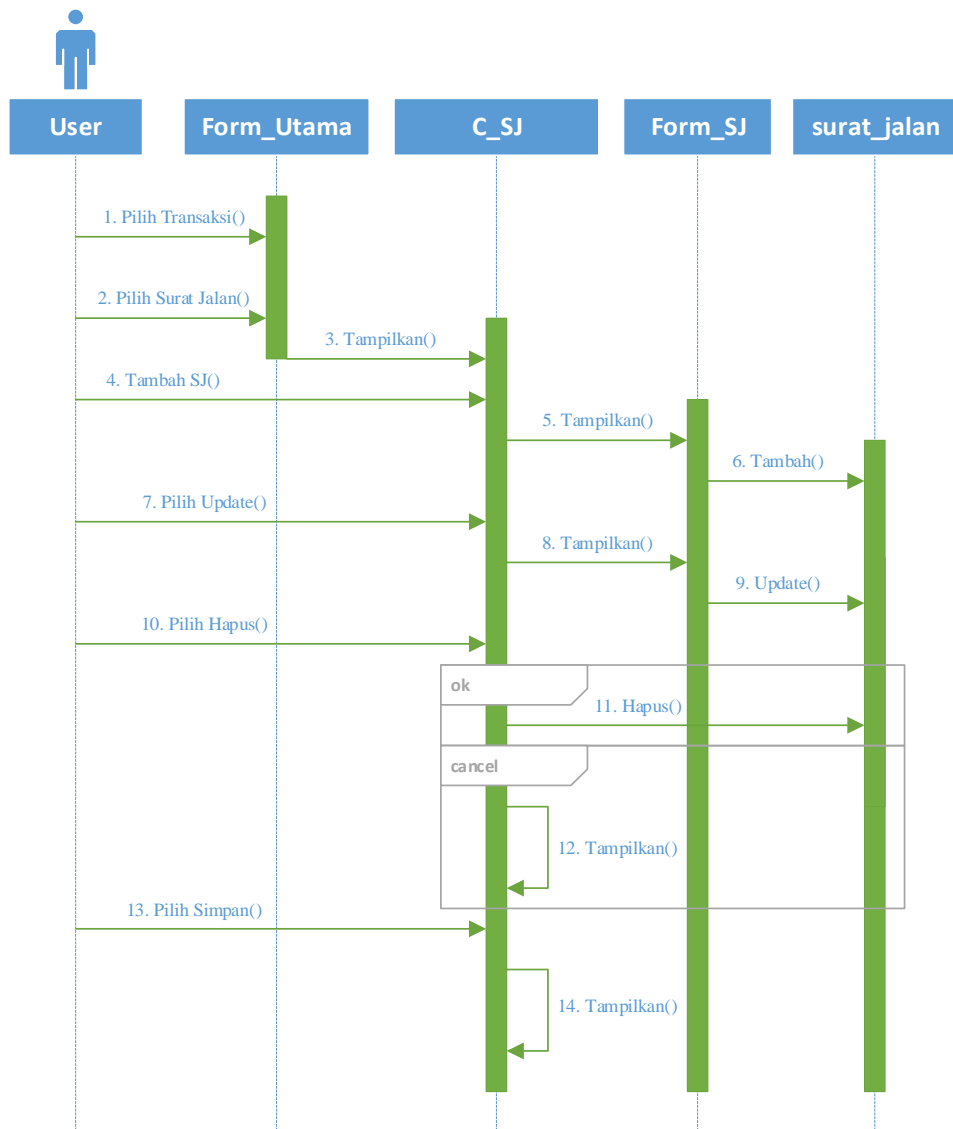 User
Form_Utama
C_SJ
Form_SJ
surat_jalan
1. Pilih Transaksi()
2. Pilih Surat Jalan()
3. Tampilkan()
4. Tambah SJ()
5. Tampilkan()
6. Tambah()
7. Pilih Update()
8. Tampilkan()
9. Update()
10. Pilih Hapus()
ok
11. Hapus()
cancel
12. Tampilkan()
13. Pilih Simpan()
14. Tampilkan()